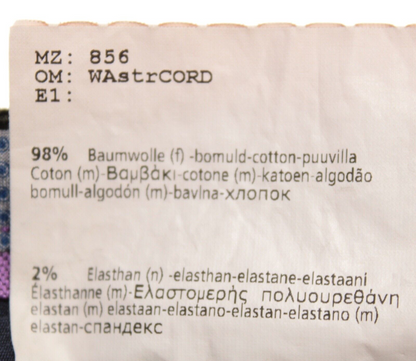 MZ: 856
OM: WAstrCORD
E1:
98% Baumwolle (f) -bomuld-cotton-puuvilla
Coton (m)-Βαμβάκι-cotone (m)-katoen-algodão
bomull-algodón (m)-bavlna-хлопок
2% Elasthan (n) -elasthan-elastane-elastaani
Élasthanne (m)-Ελαστομερής πολυουρεθάνη
elastan (m) elastaan-elastano-elastan-elastano (m)
elastan-спандекс